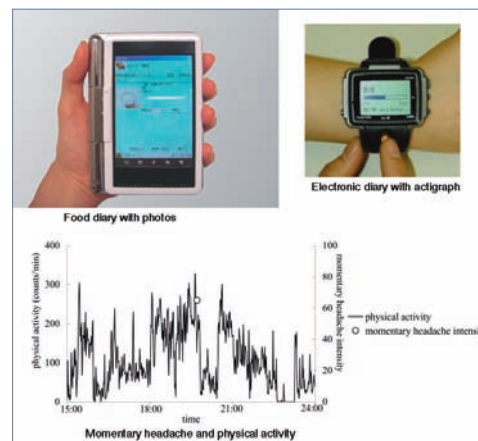 Food diary with photos
Electronic diary with actigraph
physical activity (counts/min)
400
300
200
100
0
100
80
60
40
20
0
momentary headache intensity
physical activity
momentary headache intensi
15:00
18:00
21:00
24:00
time
Momentary headache and physical activity